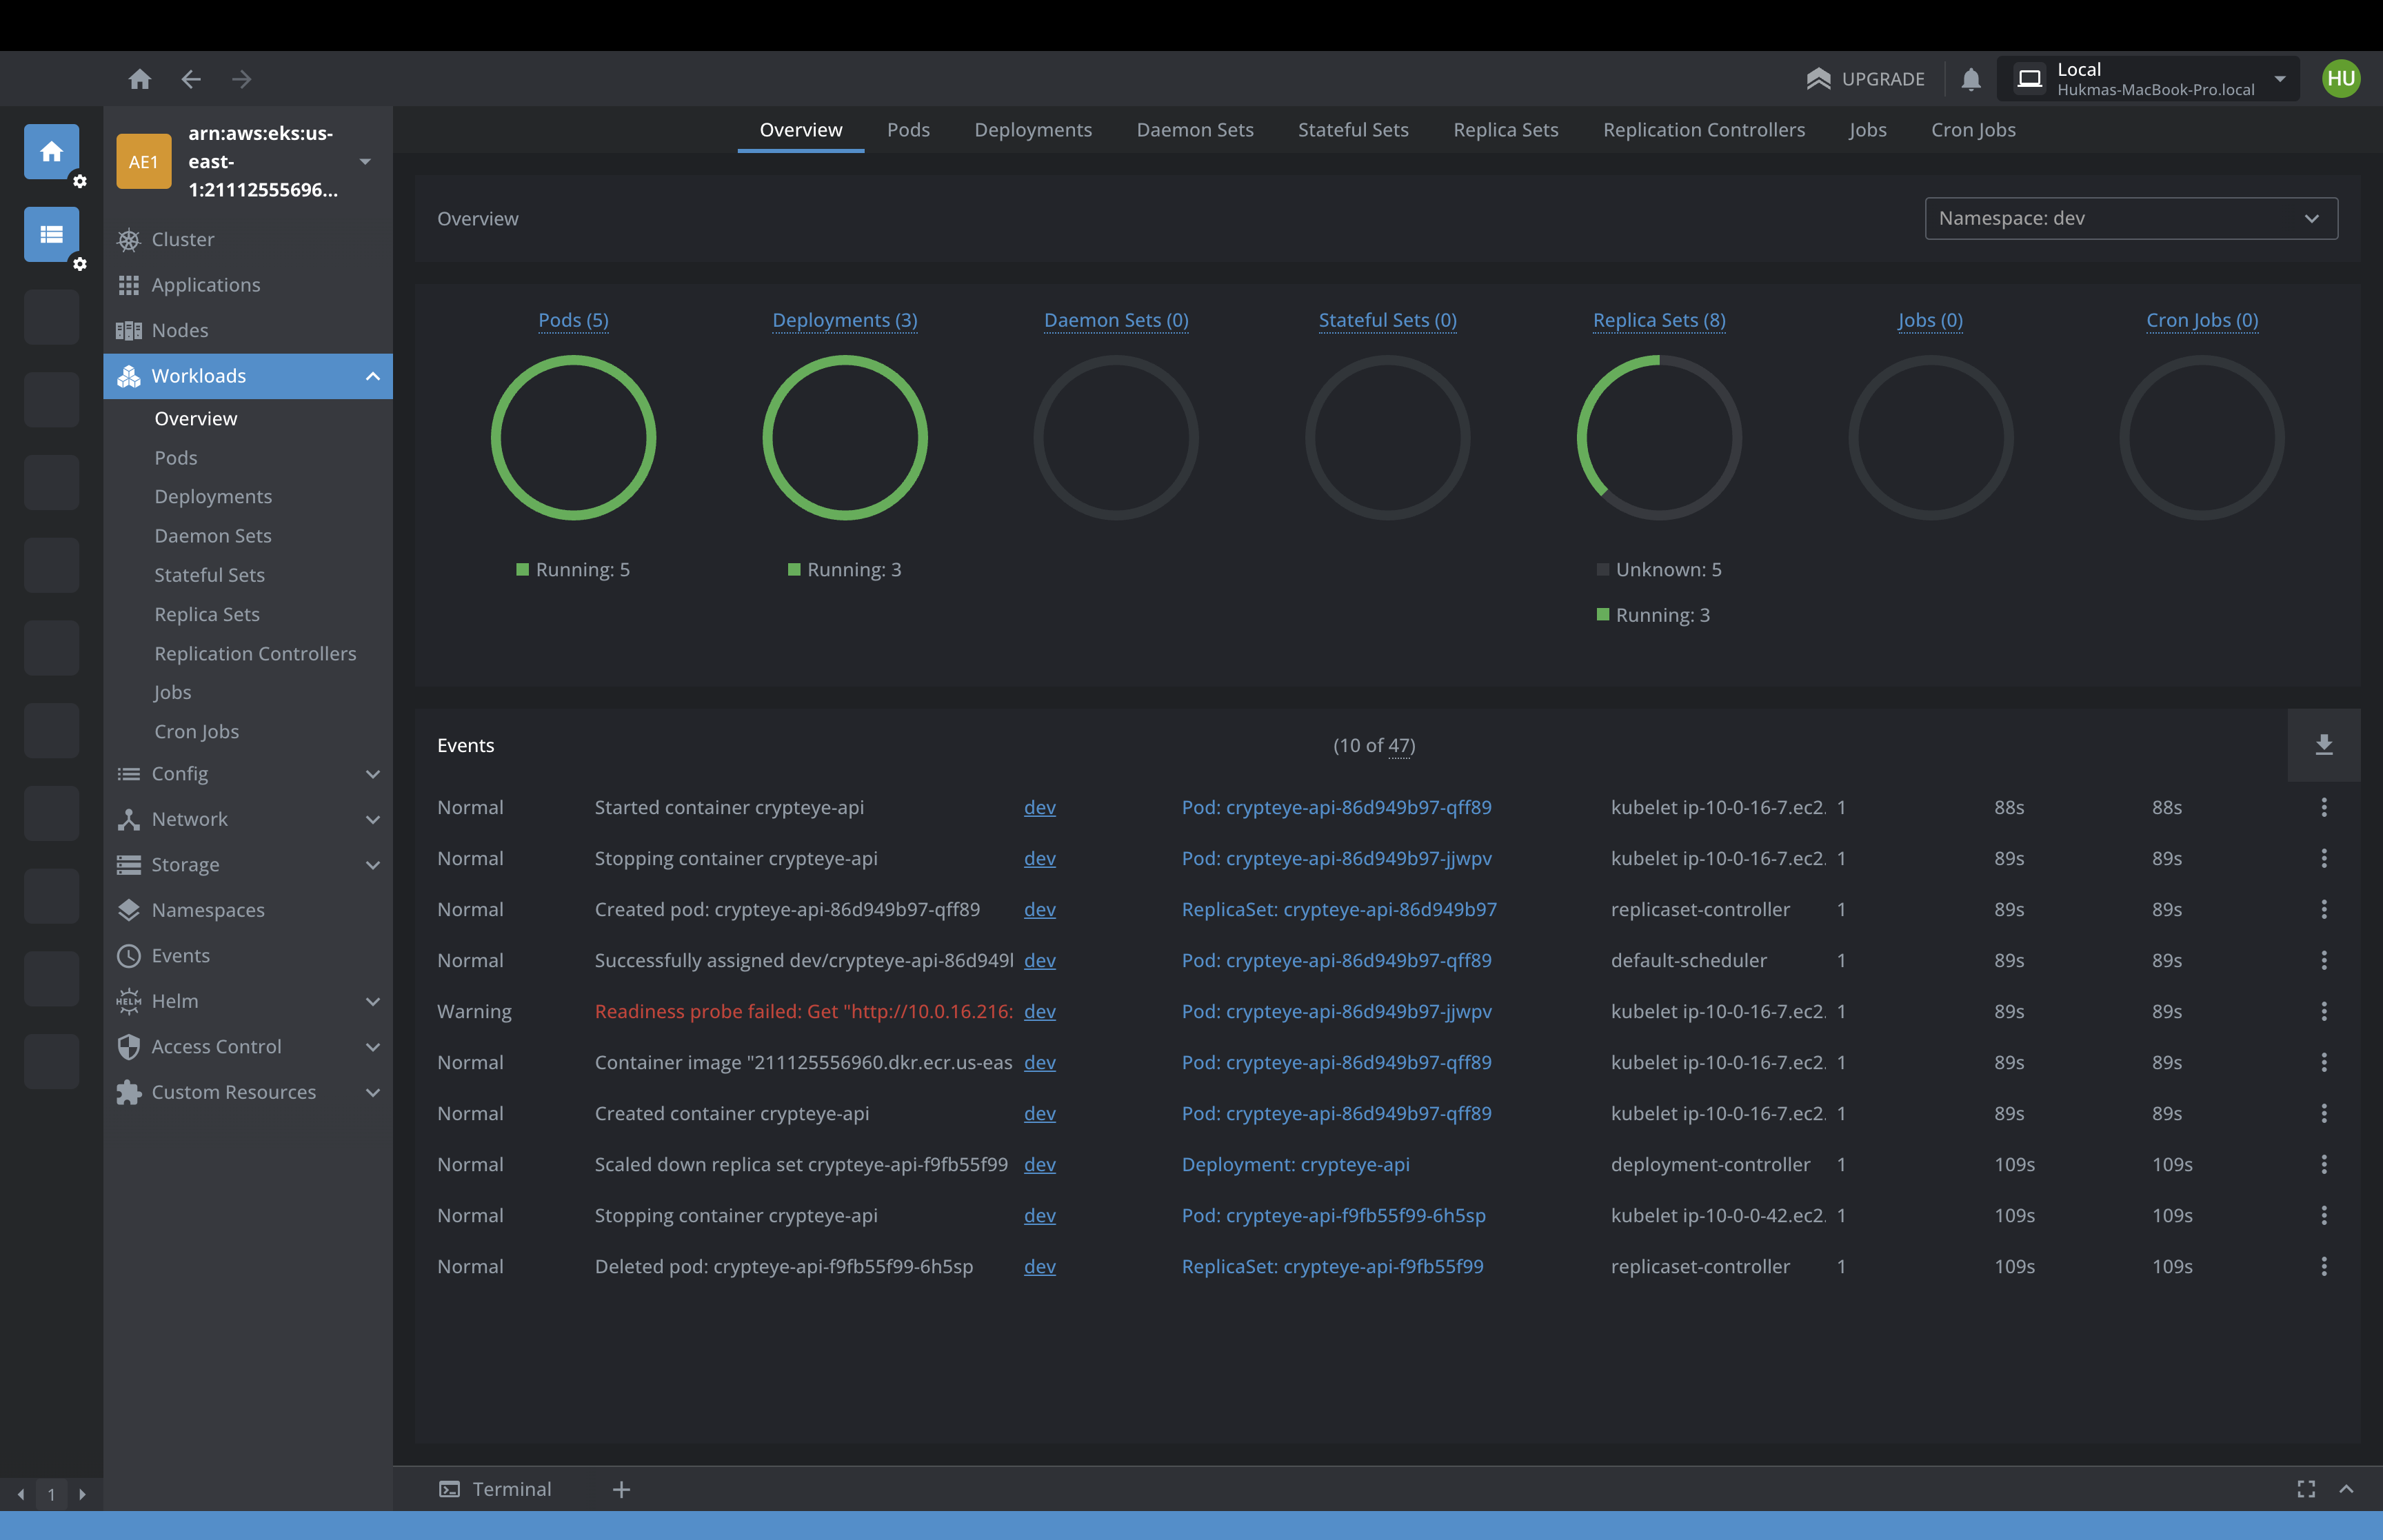 UPGRADE
Local
Hukmas-MacBook-Pro.local
HU
AE1
arn:aws:eks:us-
east-
1:21112555696...
Cluster
Applications
Nodes
Workloads
Overview
Pods
Deployments
Daemon Sets
Stateful Sets
Replica Sets
Replication Controllers
Jobs
Cron Jobs
Config
Network
Storage
Namespaces
Events
HELM
Helm
Access Control
Custom Resources
1
Overview Pods Deployments Daemon Sets Stateful Sets Replica Sets Replication Controllers Jobs Cron Jobs
Overview
Namespace: dev
Pods (5) Deployments (3) Daemon Sets (0) Stateful Sets (0) Replica Sets (8) Jobs (0) Cron Jobs (0)
Running: 5 Running: 3 Unknown: 5
Running: 3
Events (10 of 47)
Normal Started container crypteye-api dev Pod: crypteye-api-86d949b97-qff89 kubelet ip-10-0-16-7.ec2. 1 88s 88s
Normal Stopping container crypteye-api dev Pod: crypteye-api-86d949b97-jjwpv kubelet ip-10-0-16-7.ec2. 1 89s 89s
Normal Created pod: crypteye-api-86d949b97-qff89 dev ReplicaSet: crypteye-api-86d949b97 replicaset-controller 1 89s 89s
Normal Successfully assigned dev/crypteye-api-86d949l dev Pod: crypteye-api-86d949b97-qff89 default-scheduler 1 89s 89s
Warning Readiness probe failed: Get "http://10.0.16.216: dev Pod: crypteye-api-86d949b97-jjwpv kubelet ip-10-0-16-7.ec2. 1 89s 89s
Normal Container image "211125556960.dkr.ecr.us-eas dev Pod: crypteye-api-86d949b97-qff89 kubelet ip-10-0-16-7.ec2. 1 89s 89s
Normal Created container crypteye-api dev Pod: crypteye-api-86d949b97-qff89 kubelet ip-10-0-16-7.ec2. 1 89s 89s
Normal Scaled down replica set crypteye-api-f9fb55f99 dev Deployment: crypteye-api deployment-controller 1 109s 109s
Normal Stopping container crypteye-api dev Pod: crypteye-api-f9fb55f99-6h5sp kubelet ip-10-0-0-42.ec2. 1 109s 109s
Normal Deleted pod: crypteye-api-f9fb55f99-6h5sp dev ReplicaSet: crypteye-api-f9fb55f99 replicaset-controller 1 109s 109s
Terminal